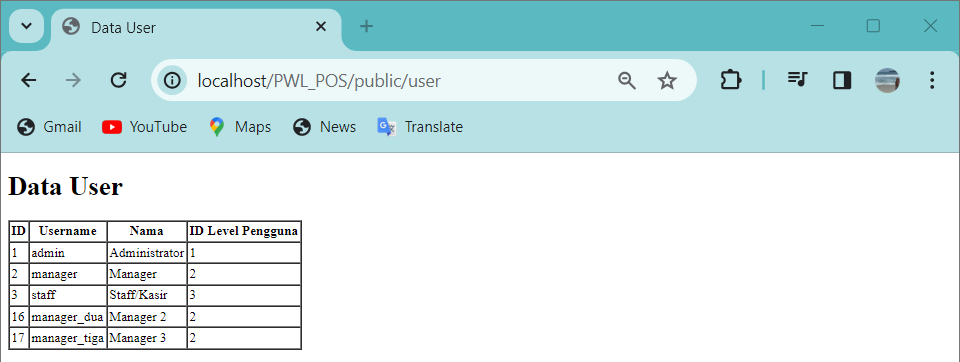 Data User
localhost/PWL_POS/public/user
Gmail YouTube Maps News Translate
Data User
ID Username Nama ID Level Pengguna
1 admin Administrator 1
2 manager Manager 2
3 staff Staff/Kasir 3
16 manager_dua Manager 2 2
17 manager_tiga Manager 3 2